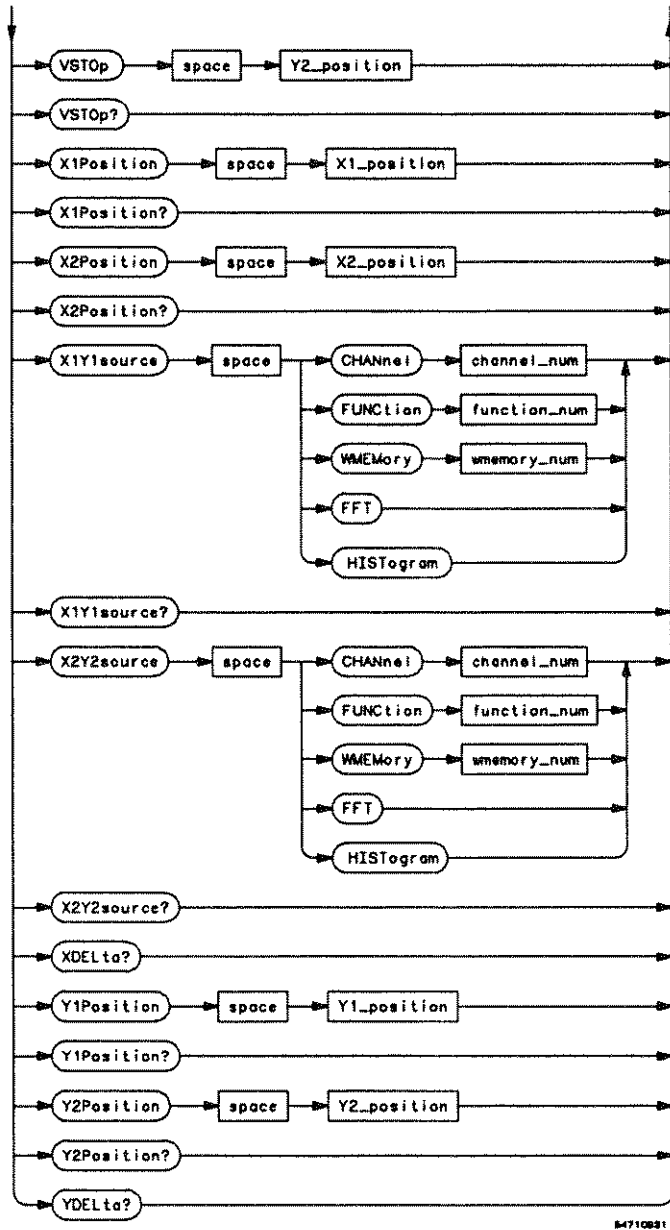 VSTOp space Y2_position
VSTOp?
X1Position space X1_position
X1Position?
X2Position space X2_position
X2Position?
X1Y1source space CHANnel channel_num
FUNCtion function_num
WMEMory wmemory_num
FFT
HISTogram
X1Y1source?
X2Y2source space CHANnel channel_num
FUNCtion function_num
WMEMory wmemory_num
FFT
HISTogram
X2Y2source?
XDELta?
Y1Position space Y1_position
Y1Position?
Y2Position space Y2_position
Y2Position?
YDELta?